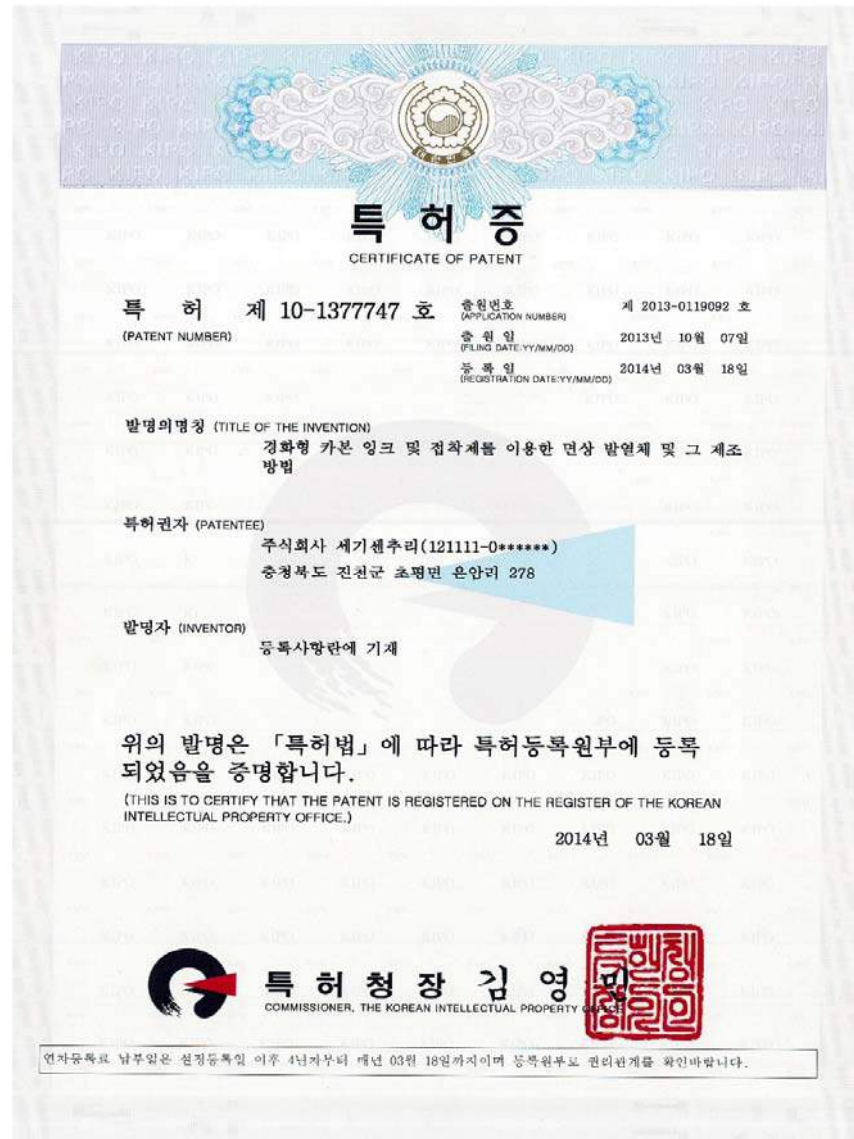 대한민국
특허증
CERTIFICATE OF PATENT
특 허 제 10-1377747 호
(PATENT NUMBER)
출원번호 제 2013-0119092 호
(APPLICATION NUMBER)
출 원 일 2013년 10월 07일
(FILING DATE:YY/MM/DD)
등 록 일 2014년 03월 18일
(REGISTRATION DATE:YY/MM/DD)
발명의명칭 (TITLE OF THE INVENTION)
경화형 카본 잉크 및 접착제를 이용한 면상 발열체 및 그 제조
방법
특허권자 (PATENTEE)
주식회사 세기센추리(121111-0******)
충청북도 진천군 초평면 은암리 278
발명자 (INVENTOR)
등록사항란에 기재
위의 발명은 「특허법」에 따라 특허등록원부에 등록
되었음을 증명합니다.
(THIS IS TO CERTIFY THAT THE PATENT IS REGISTERED ON THE REGISTER OF THE KOREAN
INTELLECTUAL PROPERTY OFFICE.)
2014년 03월 18일
특허청장 김영민
COMMISSIONER, THE KOREAN INTELLECTUAL PROPERTY OFFICE
연차등록료 납부일은 설정등록일 이후 4년차부터 매년 03월 18일까지이며 등록원부로 권리관계를 확인바랍니다.